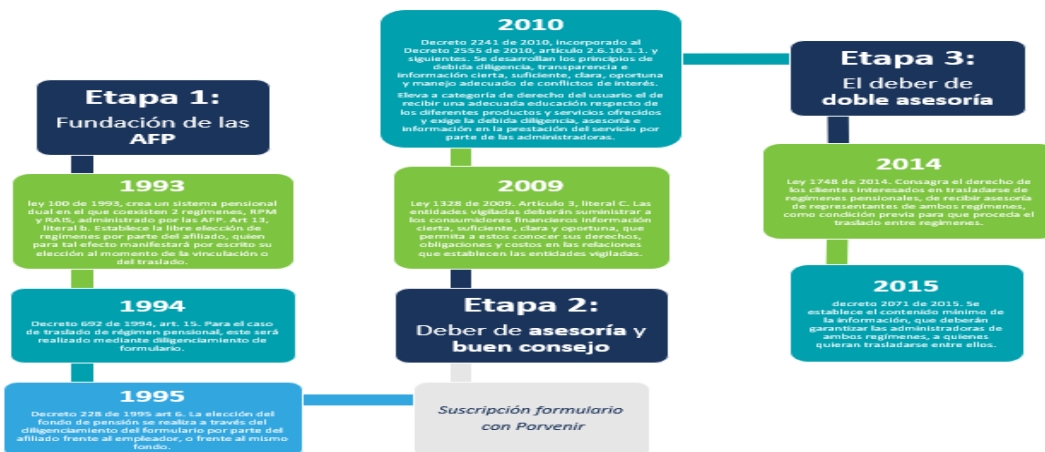 Etapa 1:
Fundación de las
AFP
1993
ley 100 de 1993, crea un sistema pensional
dual en el que coexisten 2 regímenes, RPM
y RAIS, administrado por las AFP. Art 13,
literal b. Establece la libre elección de
regímenes por parte del afiliado, quien
para tal efecto manifestará por escrito su
elección al momento de la vinculación o
del traslado.
1994
Decreto 692 de 1994, art. 15. Para el caso
de traslado de régimen pensional, este será
realizado mediante diligenciamiento de
formulario.
1995
Decreto 228 de 1995 art 6. La elección del
fondo de pensión se realiza a través del
diligenciamiento del formulario por parte del
afiliado frente al empleador, o frente al mismo
fondo.
Suscripción formulario
con Porvenir
Etapa 2:
Deber de asesoría y
buen consejo
2009
Ley 1328 de 2009. Artículo 3, literal C. Las
entidades vigiladas deberán suministrar a
los consumidores financieros información
cierta, suficiente, clara y oportuna, que
permita a estos conocer sus derechos,
obligaciones y costos en las relaciones
que establecen las entidades vigiladas.
2010
Decreto 2241 de 2010, incorporado al
Decreto 2555 de 2010, artículo 2.6.10.1.1. y
siguientes. Se desarrollan los principios de
debida diligencia, transparencia e
información cierta, suficiente, clara, oportuna
y manejo adecuado de conflictos de interés.
Eleva a categoría de derecho del usuario el de
recibir una adecuada educación respecto de
los diferentes productos y servicios ofrecidos
y exige la debida diligencia, asesoría e
información en la prestación del servicio por
parte de las administradoras.
Etapa 3:
El deber de
doble asesoría
2014
Ley 1748 de 2014. Consagra el derecho de
los clientes interesados en trasladarse de
regímenes pensionales, de recibir asesoría
de representantes de ambos regímenes,
como condición previa para que proceda el
traslado entre regímenes.
2015
decreto 2071 de 2015. Se
establece el contenido mínimo de
la información, que deberán
garantizar las administradoras de
ambos regímenes, a quienes
quieran trasladarse entre ellos.